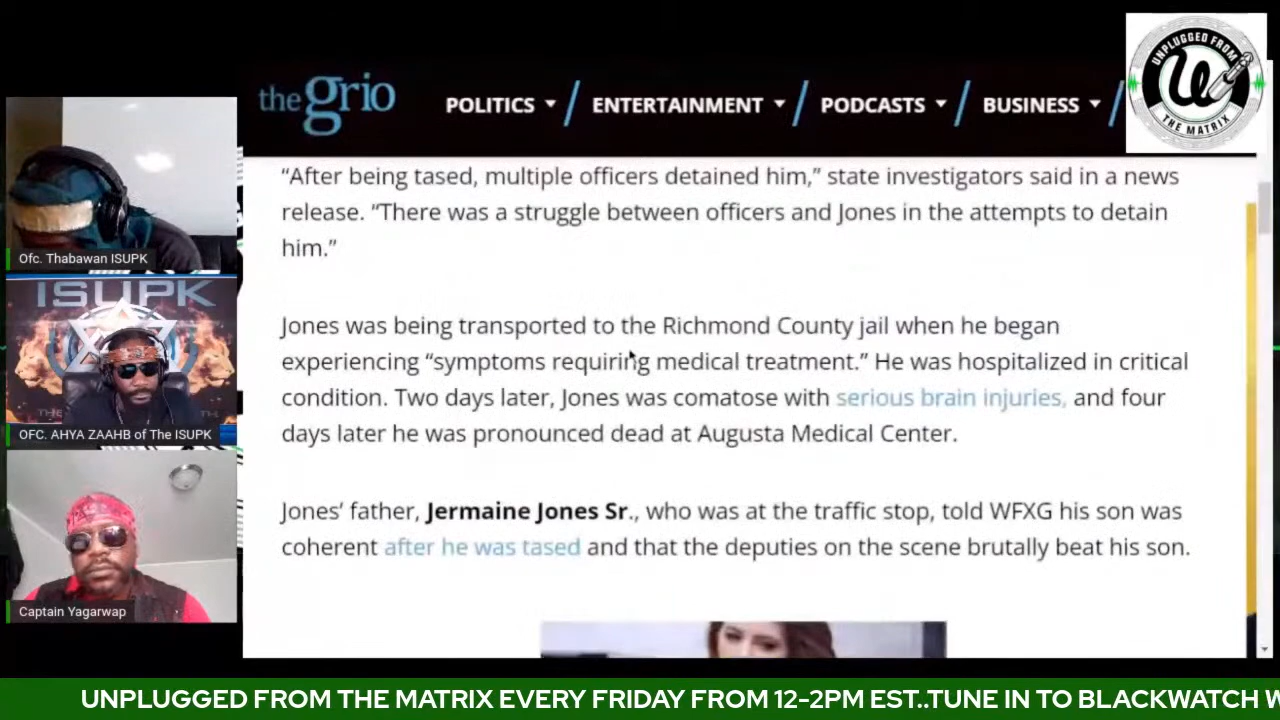 the grio
POLITICS
ENTERTAINMENT
PODCASTS
BUSINESS
UNPLUGGED FROM
THE MATRIX
“After being tased, multiple officers detained him,” state investigators said in a news
release. “There was a struggle between officers and Jones in the attempts to detain
him.”
Jones was being transported to the Richmond County jail when he began
experiencing “symptoms requiring medical treatment.” He was hospitalized in critical
condition. Two days later, Jones was comatose with serious brain injuries, and four
days later he was pronounced dead at Augusta Medical Center.
Jones’ father, Jermaine Jones Sr., who was at the traffic stop, told WFXG his son was
coherent after he was tased and that the deputies on the scene brutally beat his son.
Ofc. Thabawan ISUPK
ISUPK
OFC. AHYA ZAAHB of The ISUPK
Captain Yagarwap
UNPLUGGED FROM THE MATRIX EVERY FRIDAY FROM 12-2PM EST..TUNE IN TO BLACKWATCH W